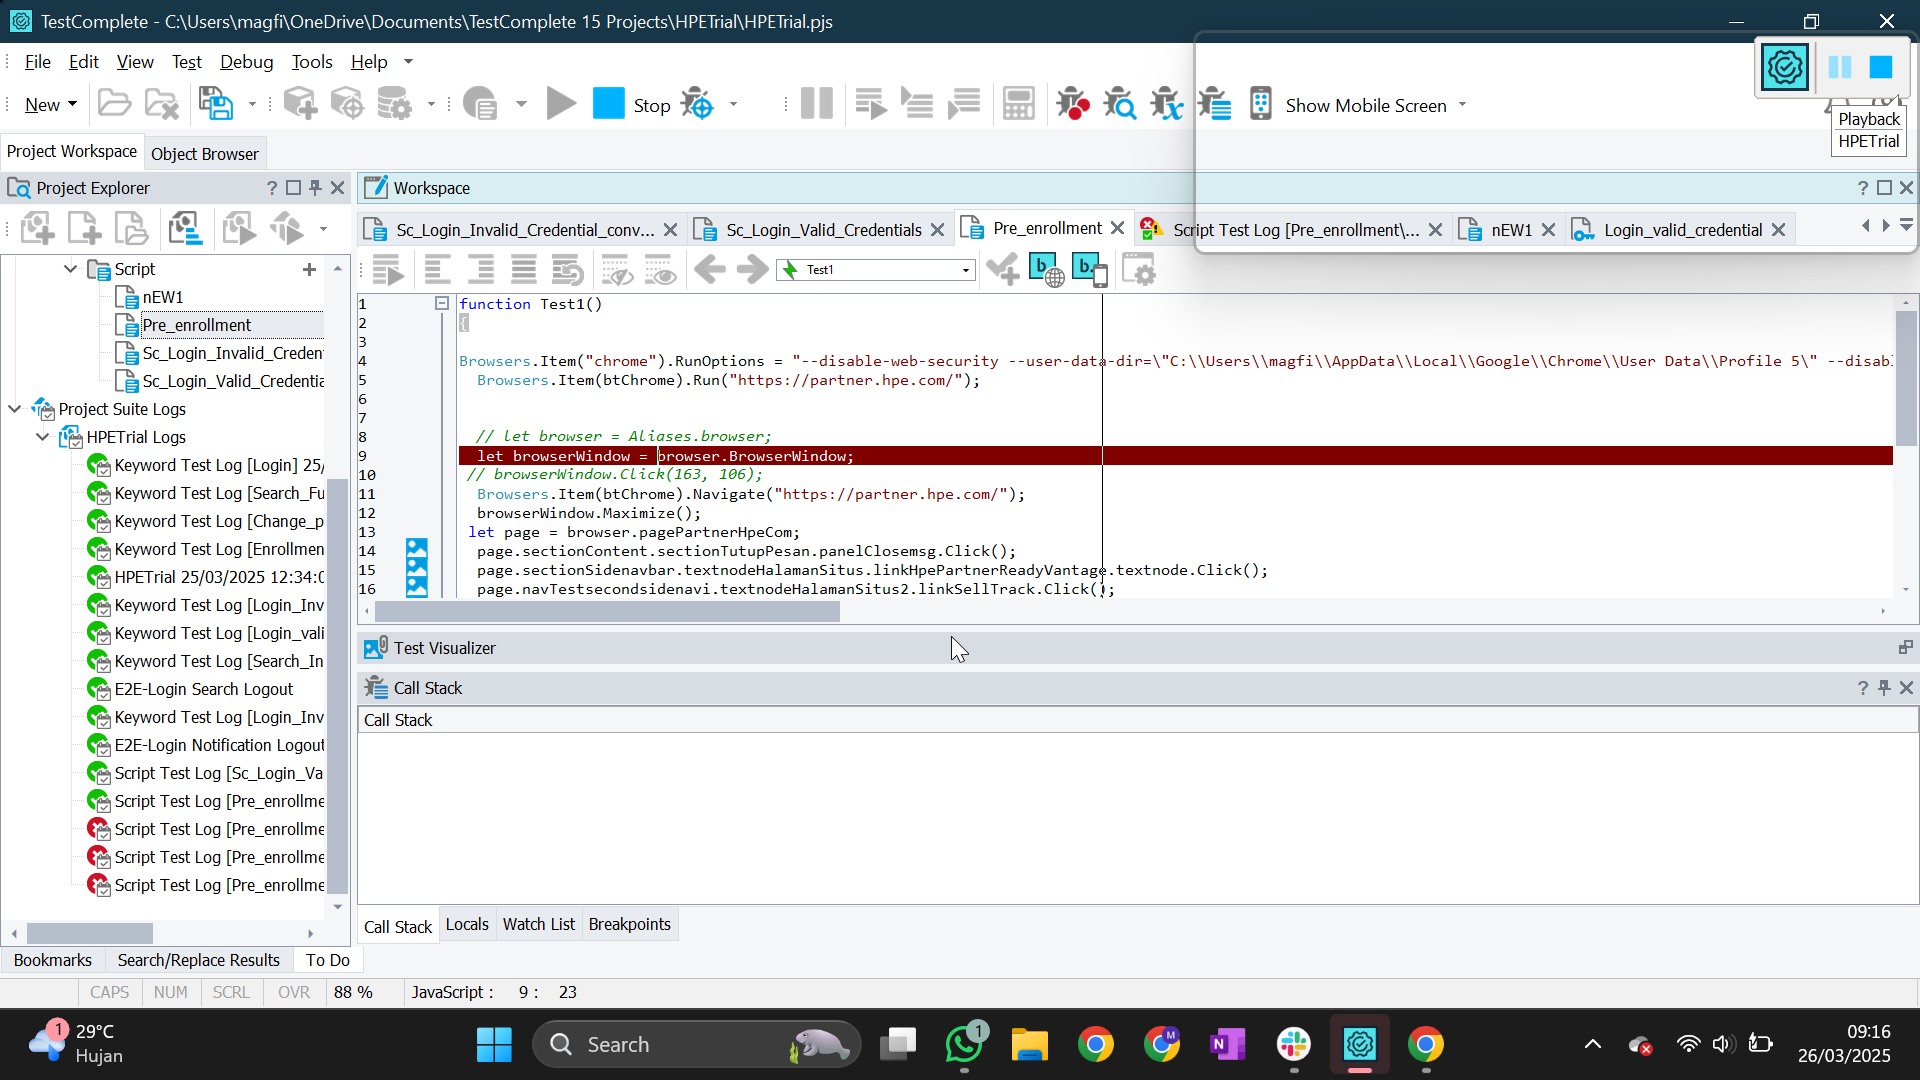 TestComplete - C:\Users\magfi\OneDrive\Documents\TestComplete 15 Projects\HPETrial\HPETrial.pjs
File Edit View Test Debug Tools Help
New Stop Show Mobile Screen
Playback
HPETrial
Project Workspace Object Browser
Project Explorer
Workspace
Sc_Login_Invalid_Credential_conv... Sc_Login_Valid_Credentials Pre_enrollment Script Test Log [Pre_enrollment\... nEW1 Login_valid_credential
Test1
Script
nEW1
Pre_enrollment
Sc_Login_Invalid_Creden
Sc_Login_Valid_Credentia
Project Suite Logs
HPETrial Logs
Keyword Test Log [Login] 25/
Keyword Test Log [Search_Fu
Keyword Test Log [Change_p
Keyword Test Log [Enrollmen
HPETrial 25/03/2025 12:34:0
Keyword Test Log [Login_Inv
Keyword Test Log [Login_vali
Keyword Test Log [Search_In
E2E-Login Search Logout
Keyword Test Log [Login_Inv
E2E-Login Notification Logout
Script Test Log [Sc_Login_Va
Script Test Log [Pre_enrollme
Script Test Log [Pre_enrollme
Script Test Log [Pre_enrollme
Script Test Log [Pre_enrollme
1 function Test1()
2 {
3
4 Browsers.Item("chrome").RunOptions = "--disable-web-security --user-data-dir=\"C:\\Users\\magfi\\AppData\\Local\\Google\\Chrome\\User Data\\Profile 5\" --disabl
5 Browsers.Item(btChrome).Run("https://partner.hpe.com/");
6
7
8 // let browser = Aliases.browser;
9 let browserWindow = browser.BrowserWindow;
10 // browserWindow.Click(163, 106);
11 Browsers.Item(btChrome).Navigate("https://partner.hpe.com/");
12 browserWindow.Maximize();
13 let page = browser.pagePartnerHpeCom;
14 page.sectionContent.sectionTutupPesan.panelClosemsg.Click();
15 page.sectionSidenavbar.textnodeHalamanSitus.linkHpePartnerReadyVantage.textnode.Click();
16 page.navTestsecondsidenavi.textnodeHalamanSitus2.linkSellTrack.Click();
Test Visualizer
Call Stack
Call Stack
Call Stack Locals Watch List Breakpoints
Bookmarks Search/Replace Results To Do
CAPS NUM SCRL OVR 88 % JavaScript : 9 : 23
1
29°C
Hujan
Search
1
M
N
09:16
26/03/2025